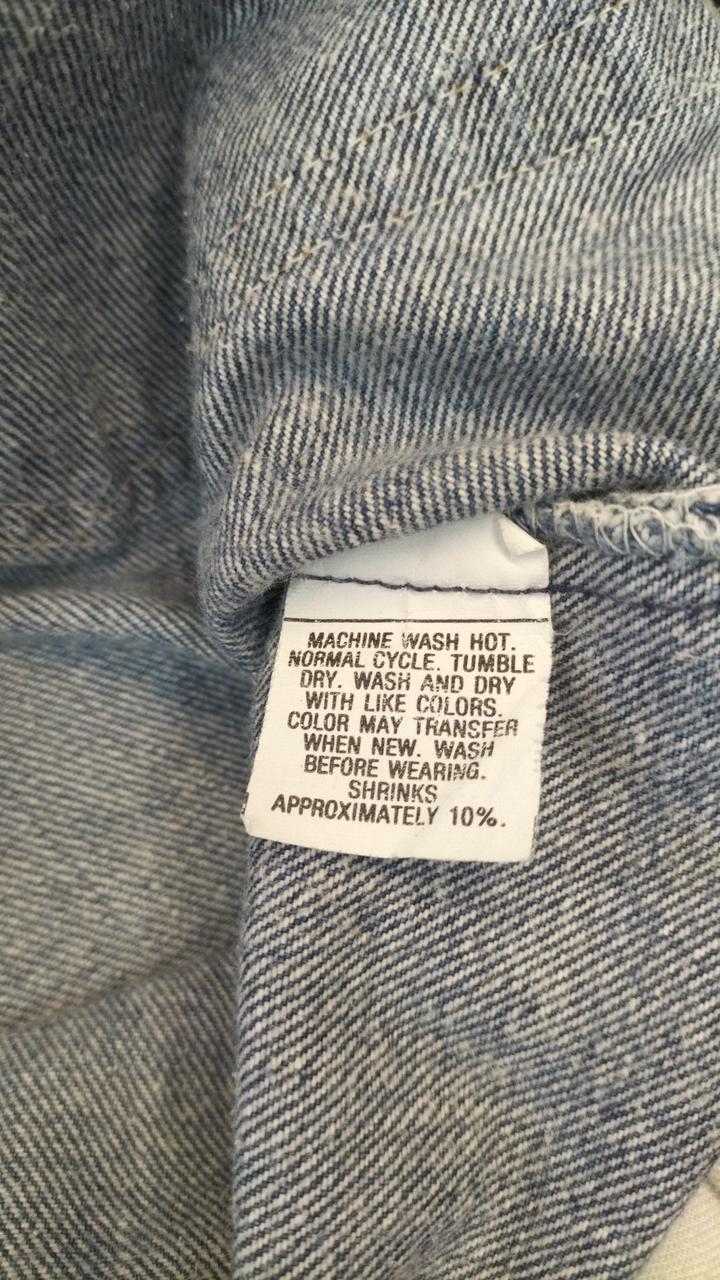 MACHINE WASH HOT.
NORMAL CYCLE. TUMBLE
DRY. WASH AND DRY
WITH LIKE COLORS.
COLOR MAY TRANSFER
WHEN NEW. WASH
BEFORE WEARING.
SHRINKS
APPROXIMATELY 10%.